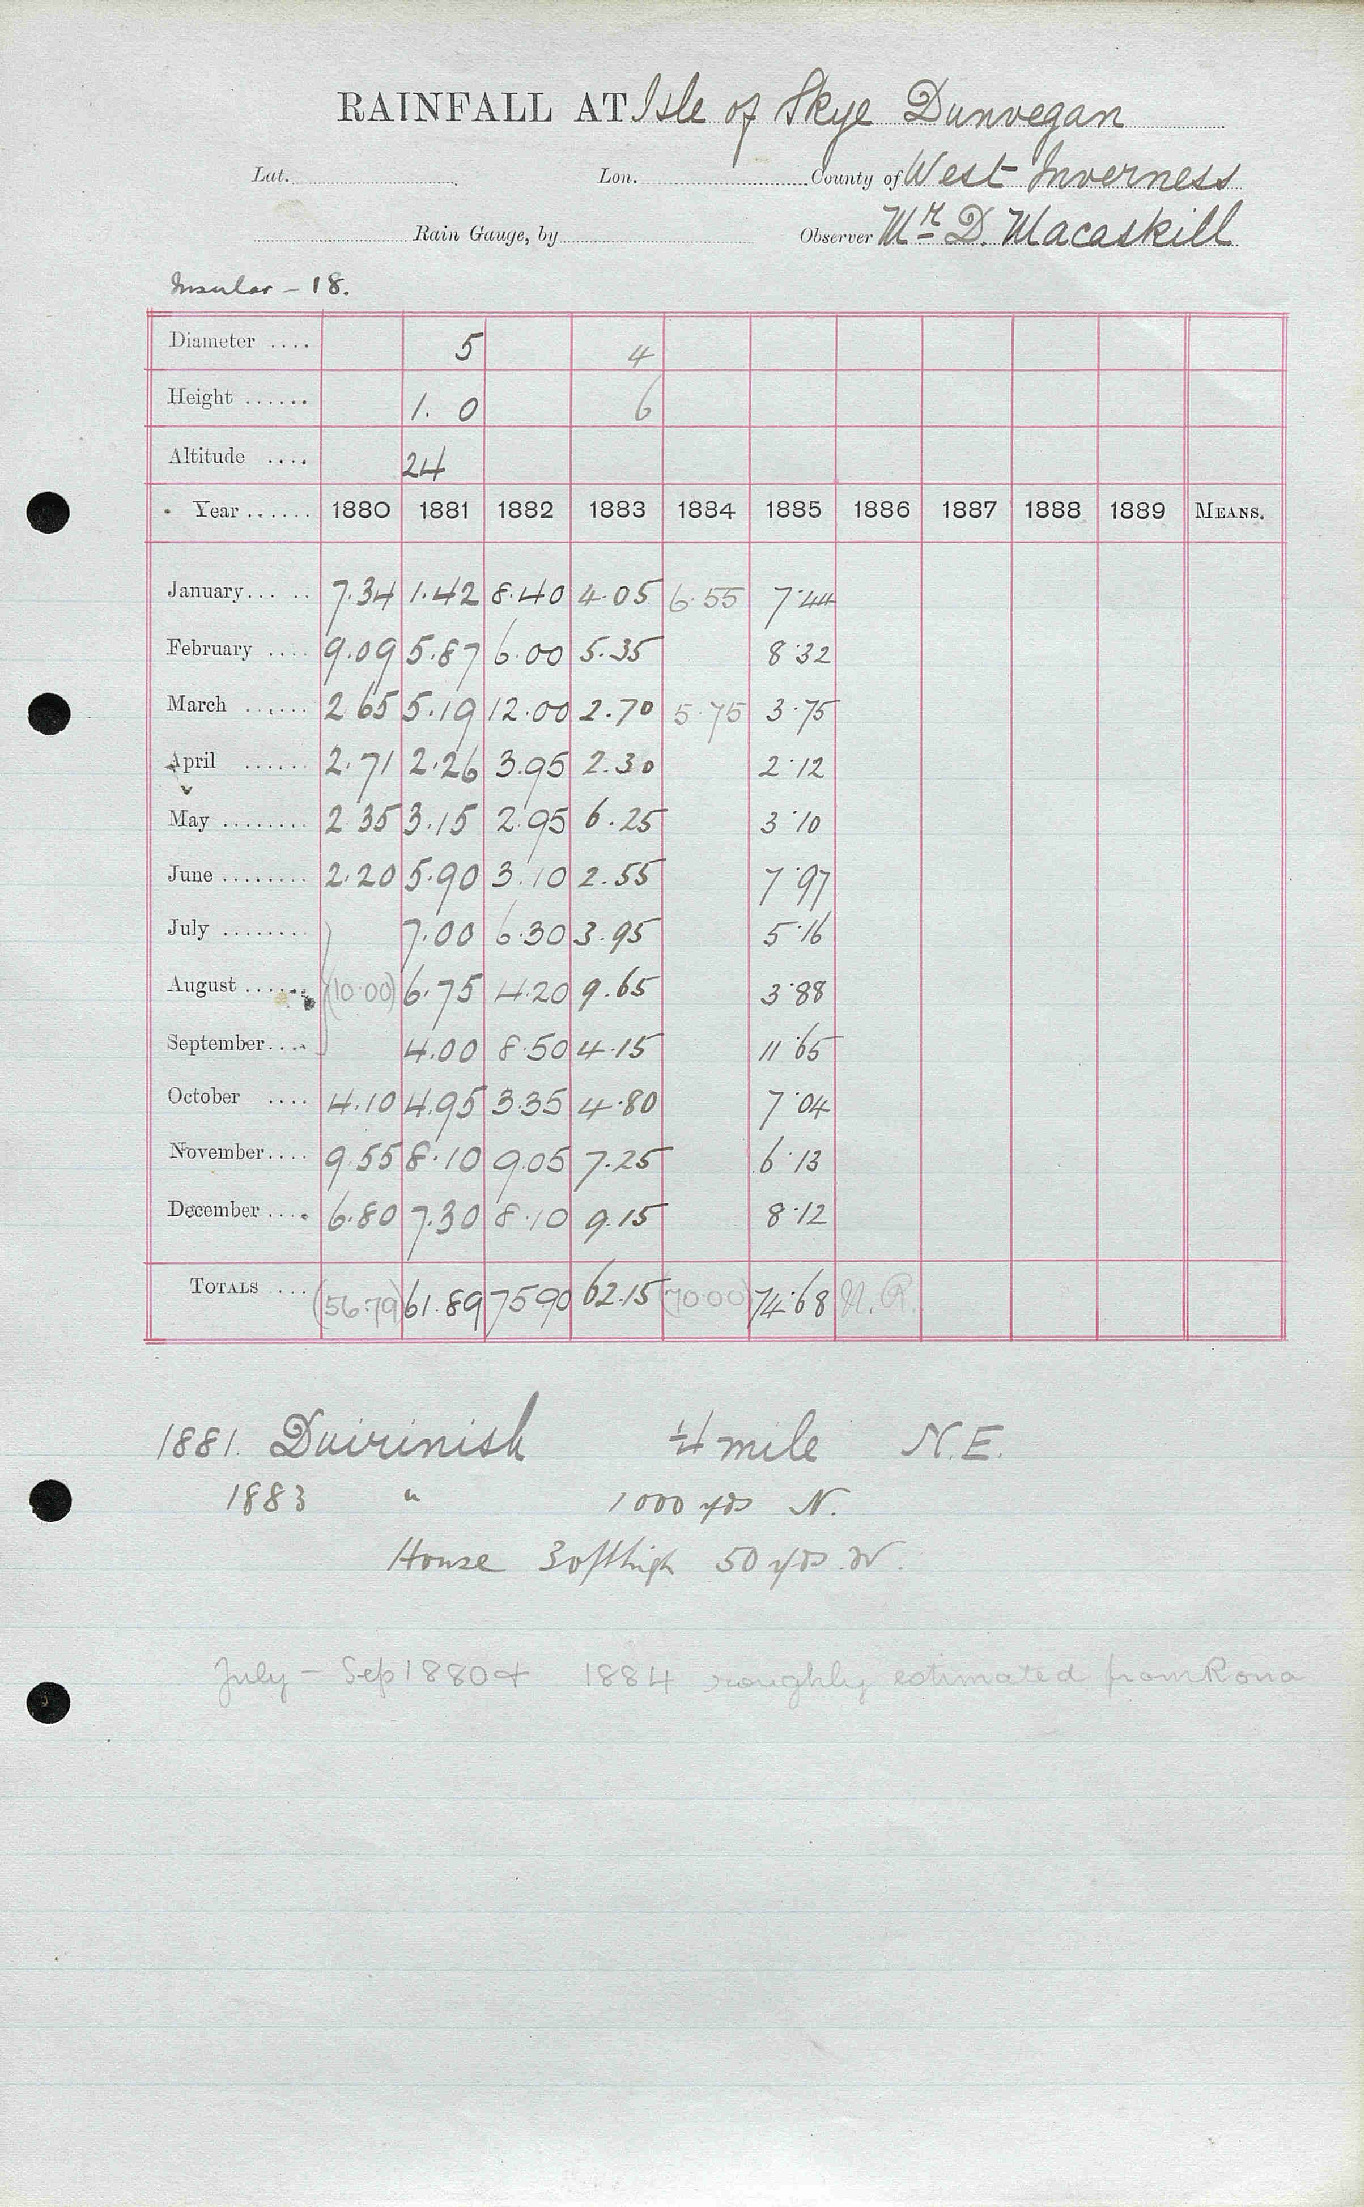 RAINFALL AT Isle of Skye Dunvegan
Lat. Lon. County of West Inverness
Rain Gauge, by Observer Mr D. Macaskill
Insular - 18.
Diameter .... 5 4
Height ...... 1. 0 6
Altitude .... 24
Year ...... 1880 1881 1882 1883 1884 1885 1886 1887 1888 1889 MEANS.
January ..... 7.34 1.42 8.40 4.05 6.55 7.44
February .... 9.09 5.87 6.00 5.35 8.32
March ...... 2 65 5.19 12.00 2.70 5.75 3.75
April ...... 2.71 2.26 3.95 2.30 2.12
May ........ 2 35 3.15 2.95 6.25 3.10
June ........ 2.20 5.90 3.10 2.55 7.97
July ........ 7.00 6.30 3.95 5.16
August ...... (10.00) 6.75 4.20 9.65 3.88
September.... 4.00 8.50 4.15 11.65
October .... 4.10 4.95 3.35 4.80 7.04
November.... 9.55 8.10 9.05 7.25 6.13
December .... 6.80 7.30 8.10 9.15 8.12
TOTALS ... (56.79) 61.89 75 90 62.15 (70.00) 74.68 N.R.
1881. Duirinish ¼ mile N.E.
1883 " 1000 yds N.
House 30ft high 50 yds W.
July - Sep 1880 & 1884 roughly estimated from Rona